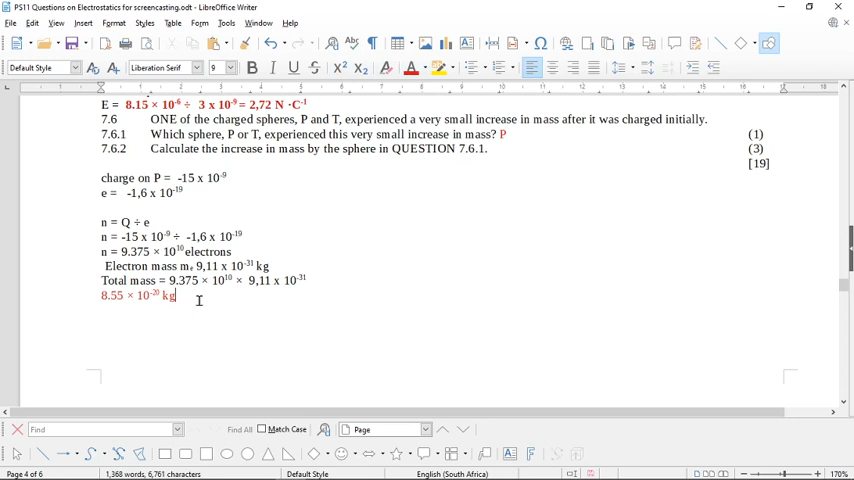 PS11 Questions on Electrostatics for screencasting.odt - LibreOffice Writer
File Edit View Insert Format Styles Table Form Tools Window Help
Default Style Liberation Serif 9
E = 8.15 × 10⁻⁶ ÷ 3 x 10⁻⁹ = 2,72 N ·C⁻¹
7.6 ONE of the charged spheres, P and T, experienced a very small increase in mass after it was charged initially.
7.6.1 Which sphere, P or T, experienced this very small increase in mass? P (1)
7.6.2 Calculate the increase in mass by the sphere in QUESTION 7.6.1. (3)
[19]
charge on P = -15 x 10⁻⁹
e = -1,6 x 10⁻¹⁹
n = Q ÷ e
n = -15 x 10⁻⁹ ÷ -1,6 x 10⁻¹⁹
n = 9.375 × 10¹⁰ electrons
Electron mass mₑ 9,11 x 10⁻³¹ kg
Total mass = 9.375 × 10¹⁰ × 9,11 x 10⁻³¹
8.55 × 10⁻²⁰ kg
Find Find All Match Case Page
Page 4 of 6 1,368 words, 6,761 characters Default Style English (South Africa) 170%